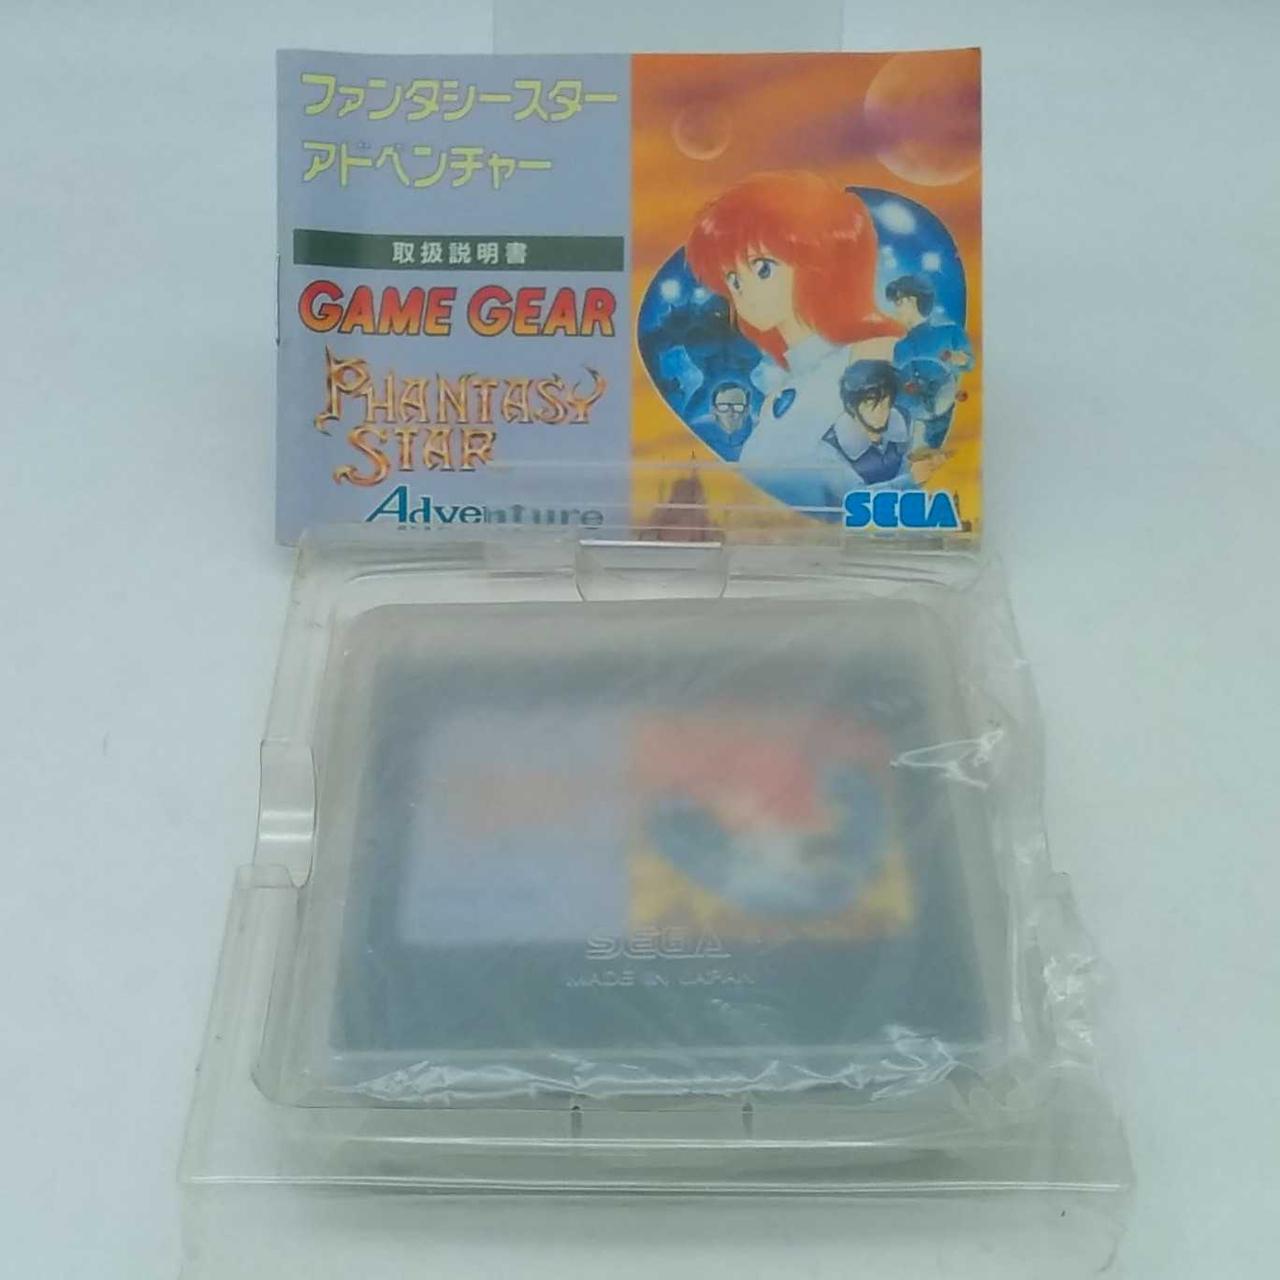 ファンタシースター
アドベンチャー
取扱説明書
GAME GEAR
PHANTASY
STAR
Adventure
SEGA
SEGA
MADE IN JAPAN